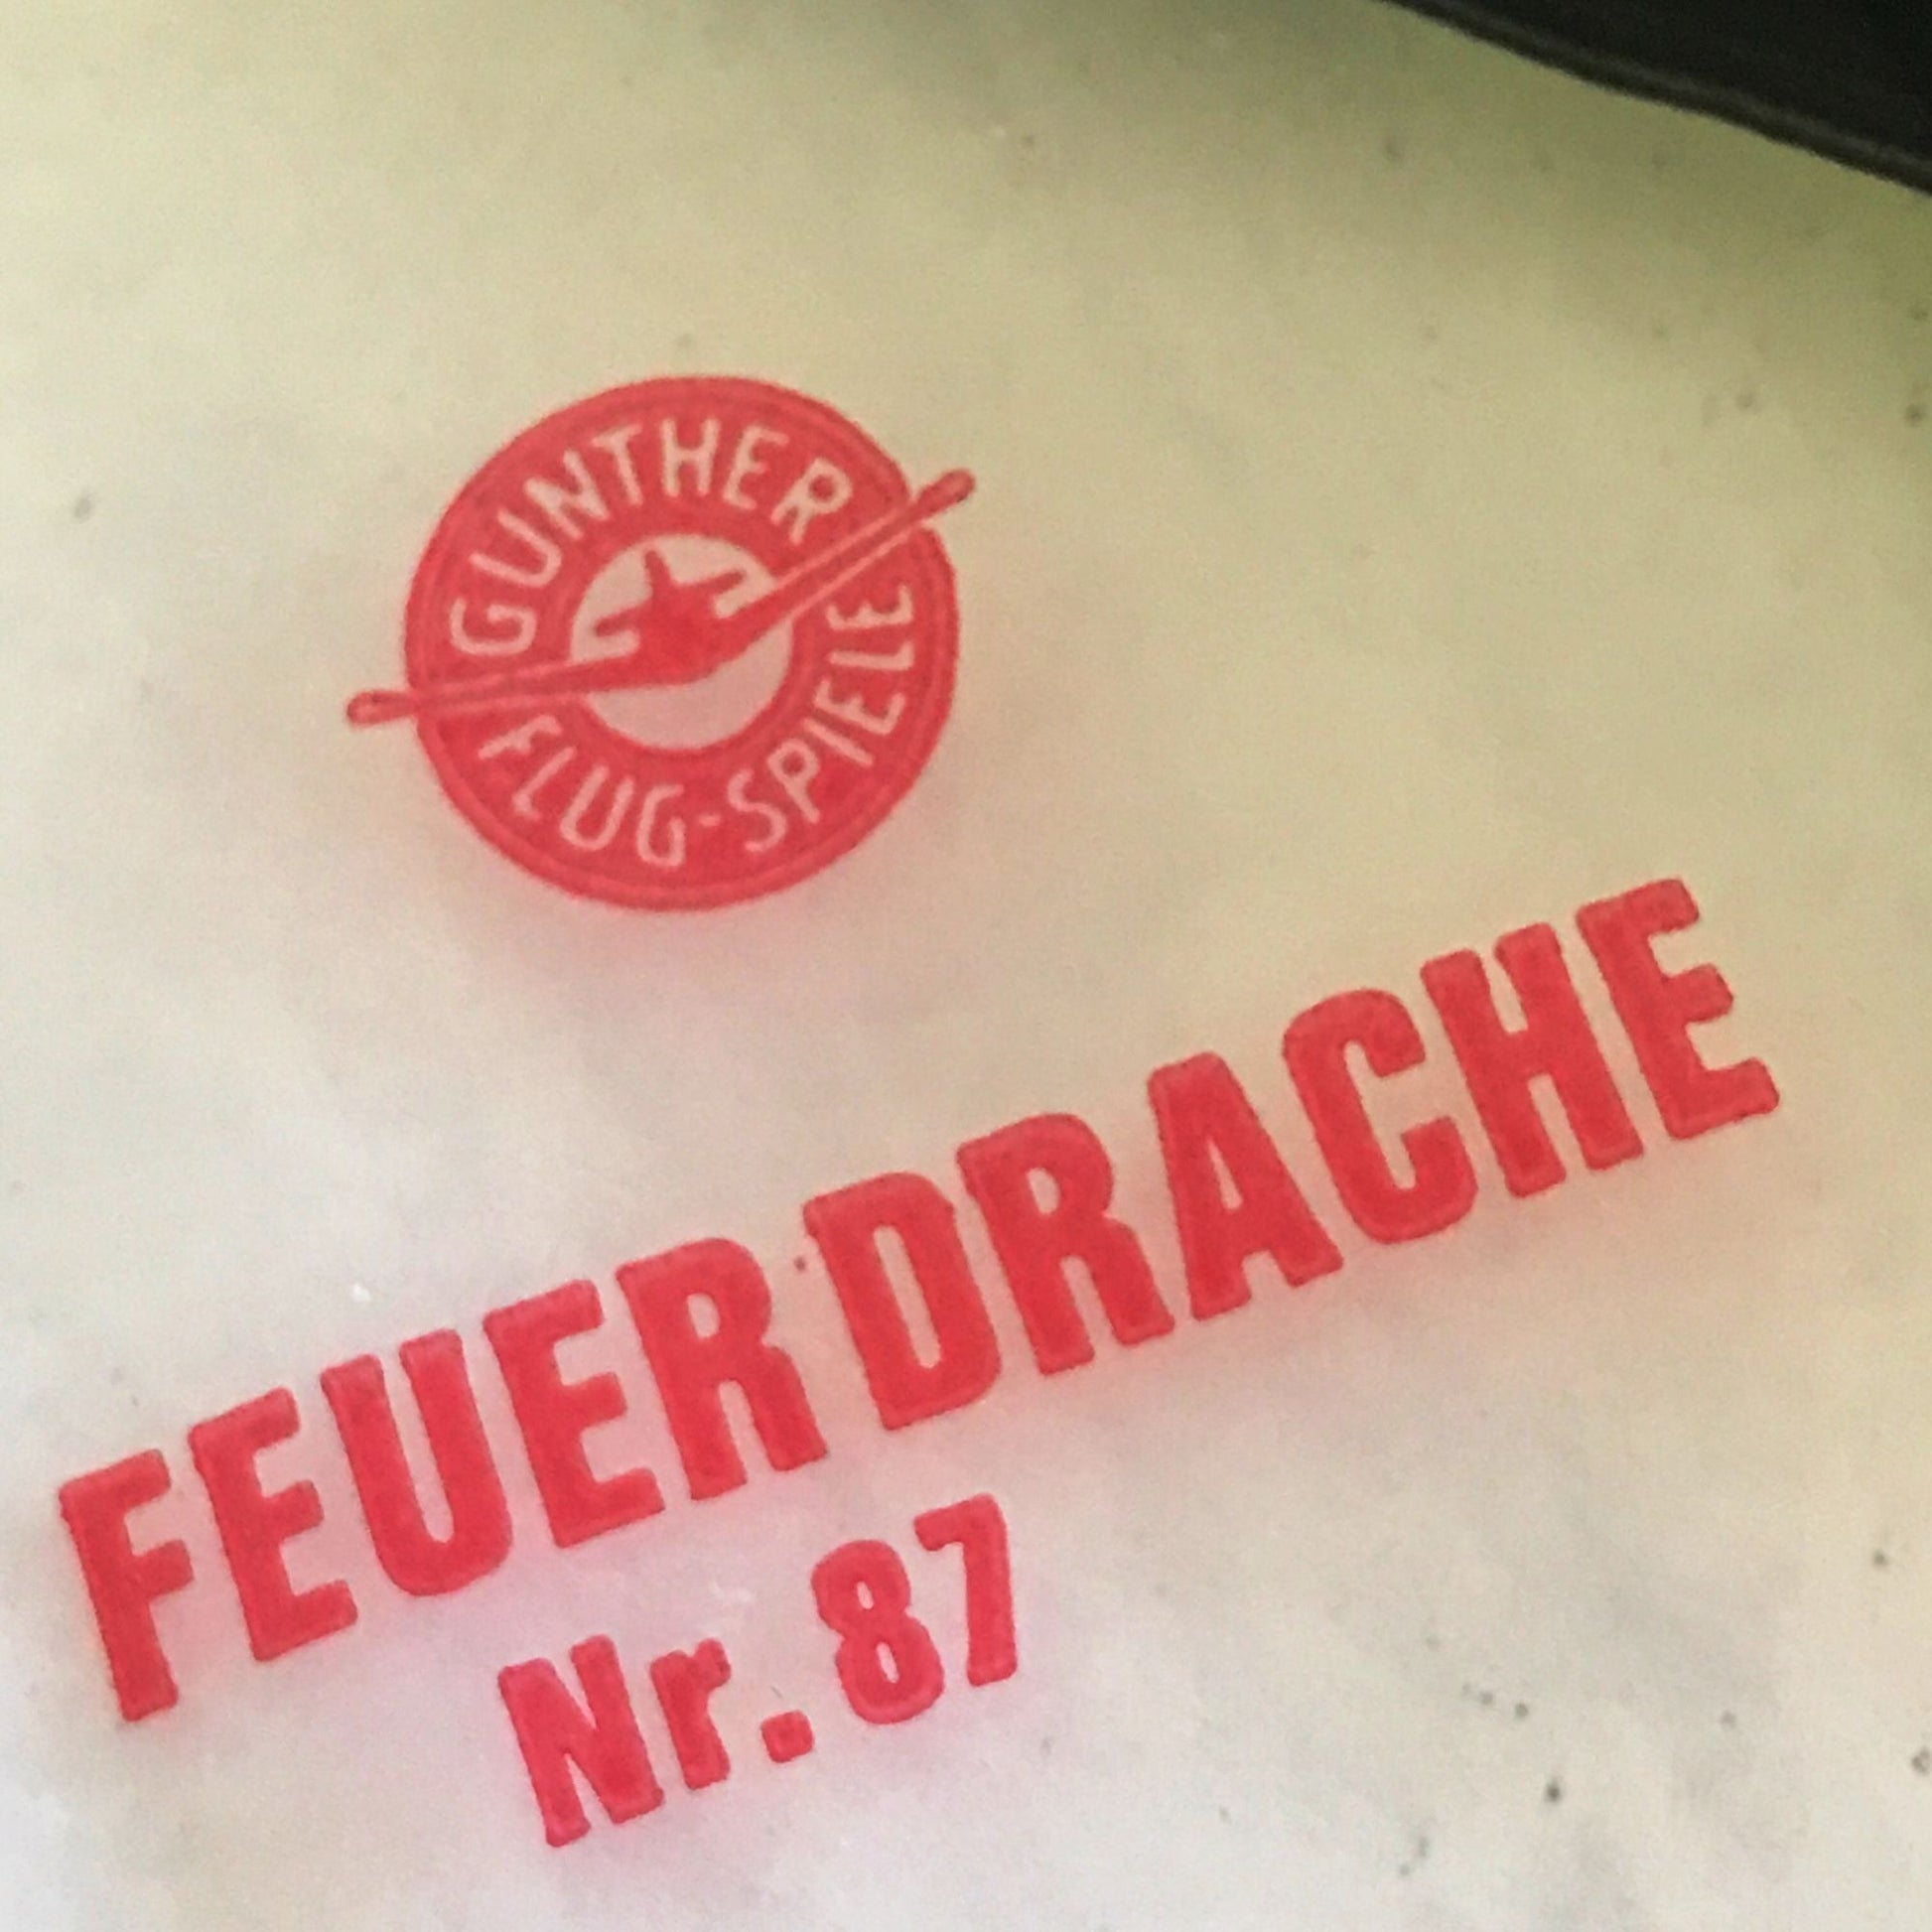 GUNTHER
FLUG-SPIELE
FEUER DRACHE
Nr. 87